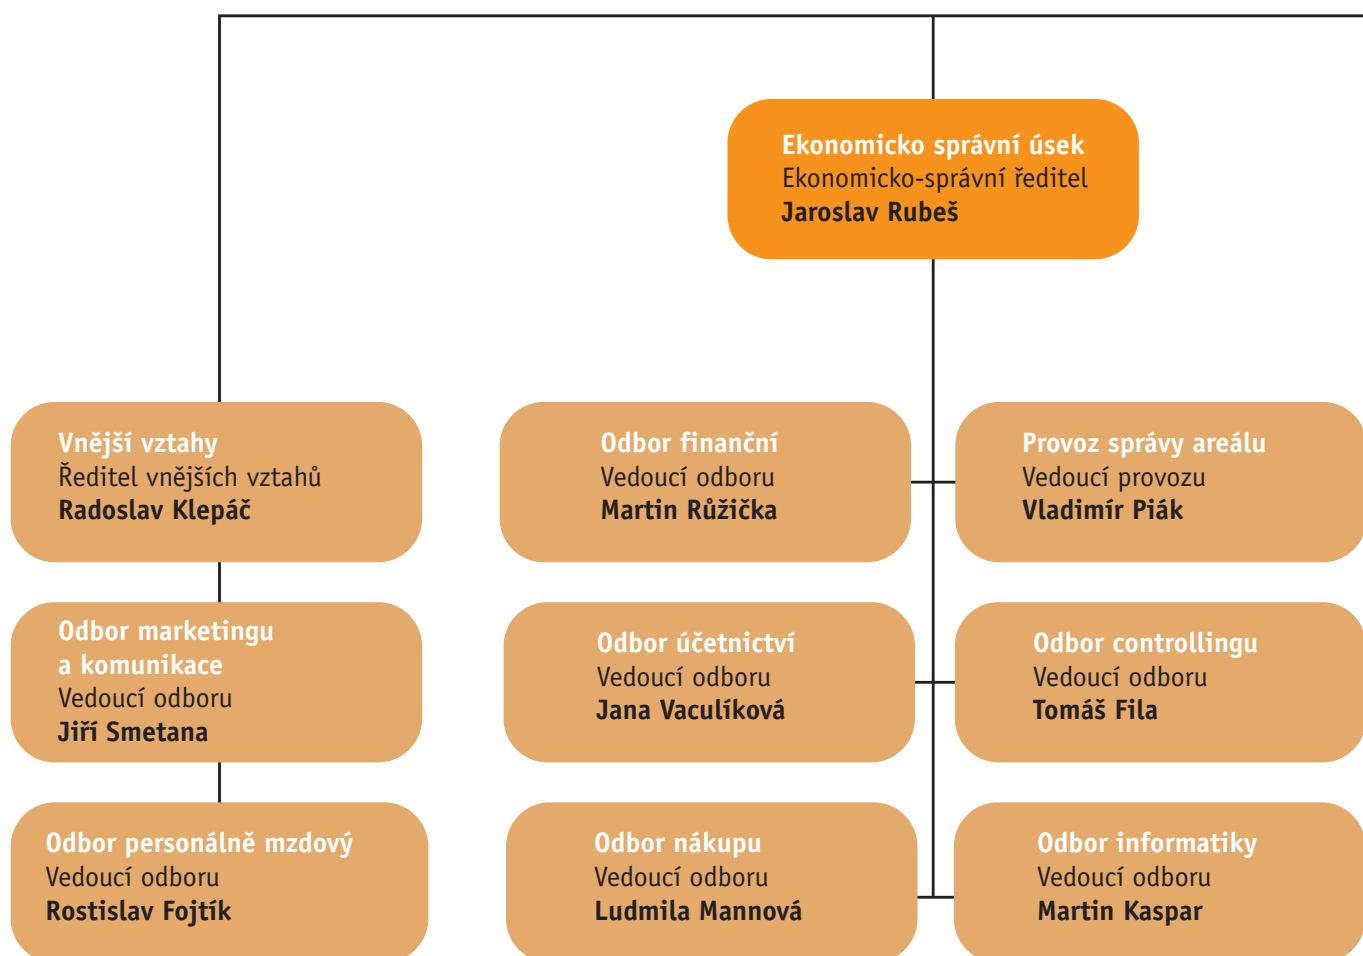 Ekonomicko správní úsek
Ekonomicko-správní ředitel
Jaroslav Rubeš
Vnější vztahy
Ředitel vnějších vztahů
Radoslav Klepáč
Odbor finanční
Vedoucí odboru
Martin Růžička
Provoz správy areálu
Vedoucí provozu
Vladimír Piák
Odbor marketingu
a komunikace
Vedoucí odboru
Jiří Smetana
Odbor účetnictví
Vedoucí odboru
Jana Vaculíková
Odbor controllingu
Vedoucí odboru
Tomáš Fila
Odbor personálně mzdový
Vedoucí odboru
Rostislav Fojtík
Odbor nákupu
Vedoucí odboru
Ludmila Mannová
Odbor informatiky
Vedoucí odboru
Martin Kaspar